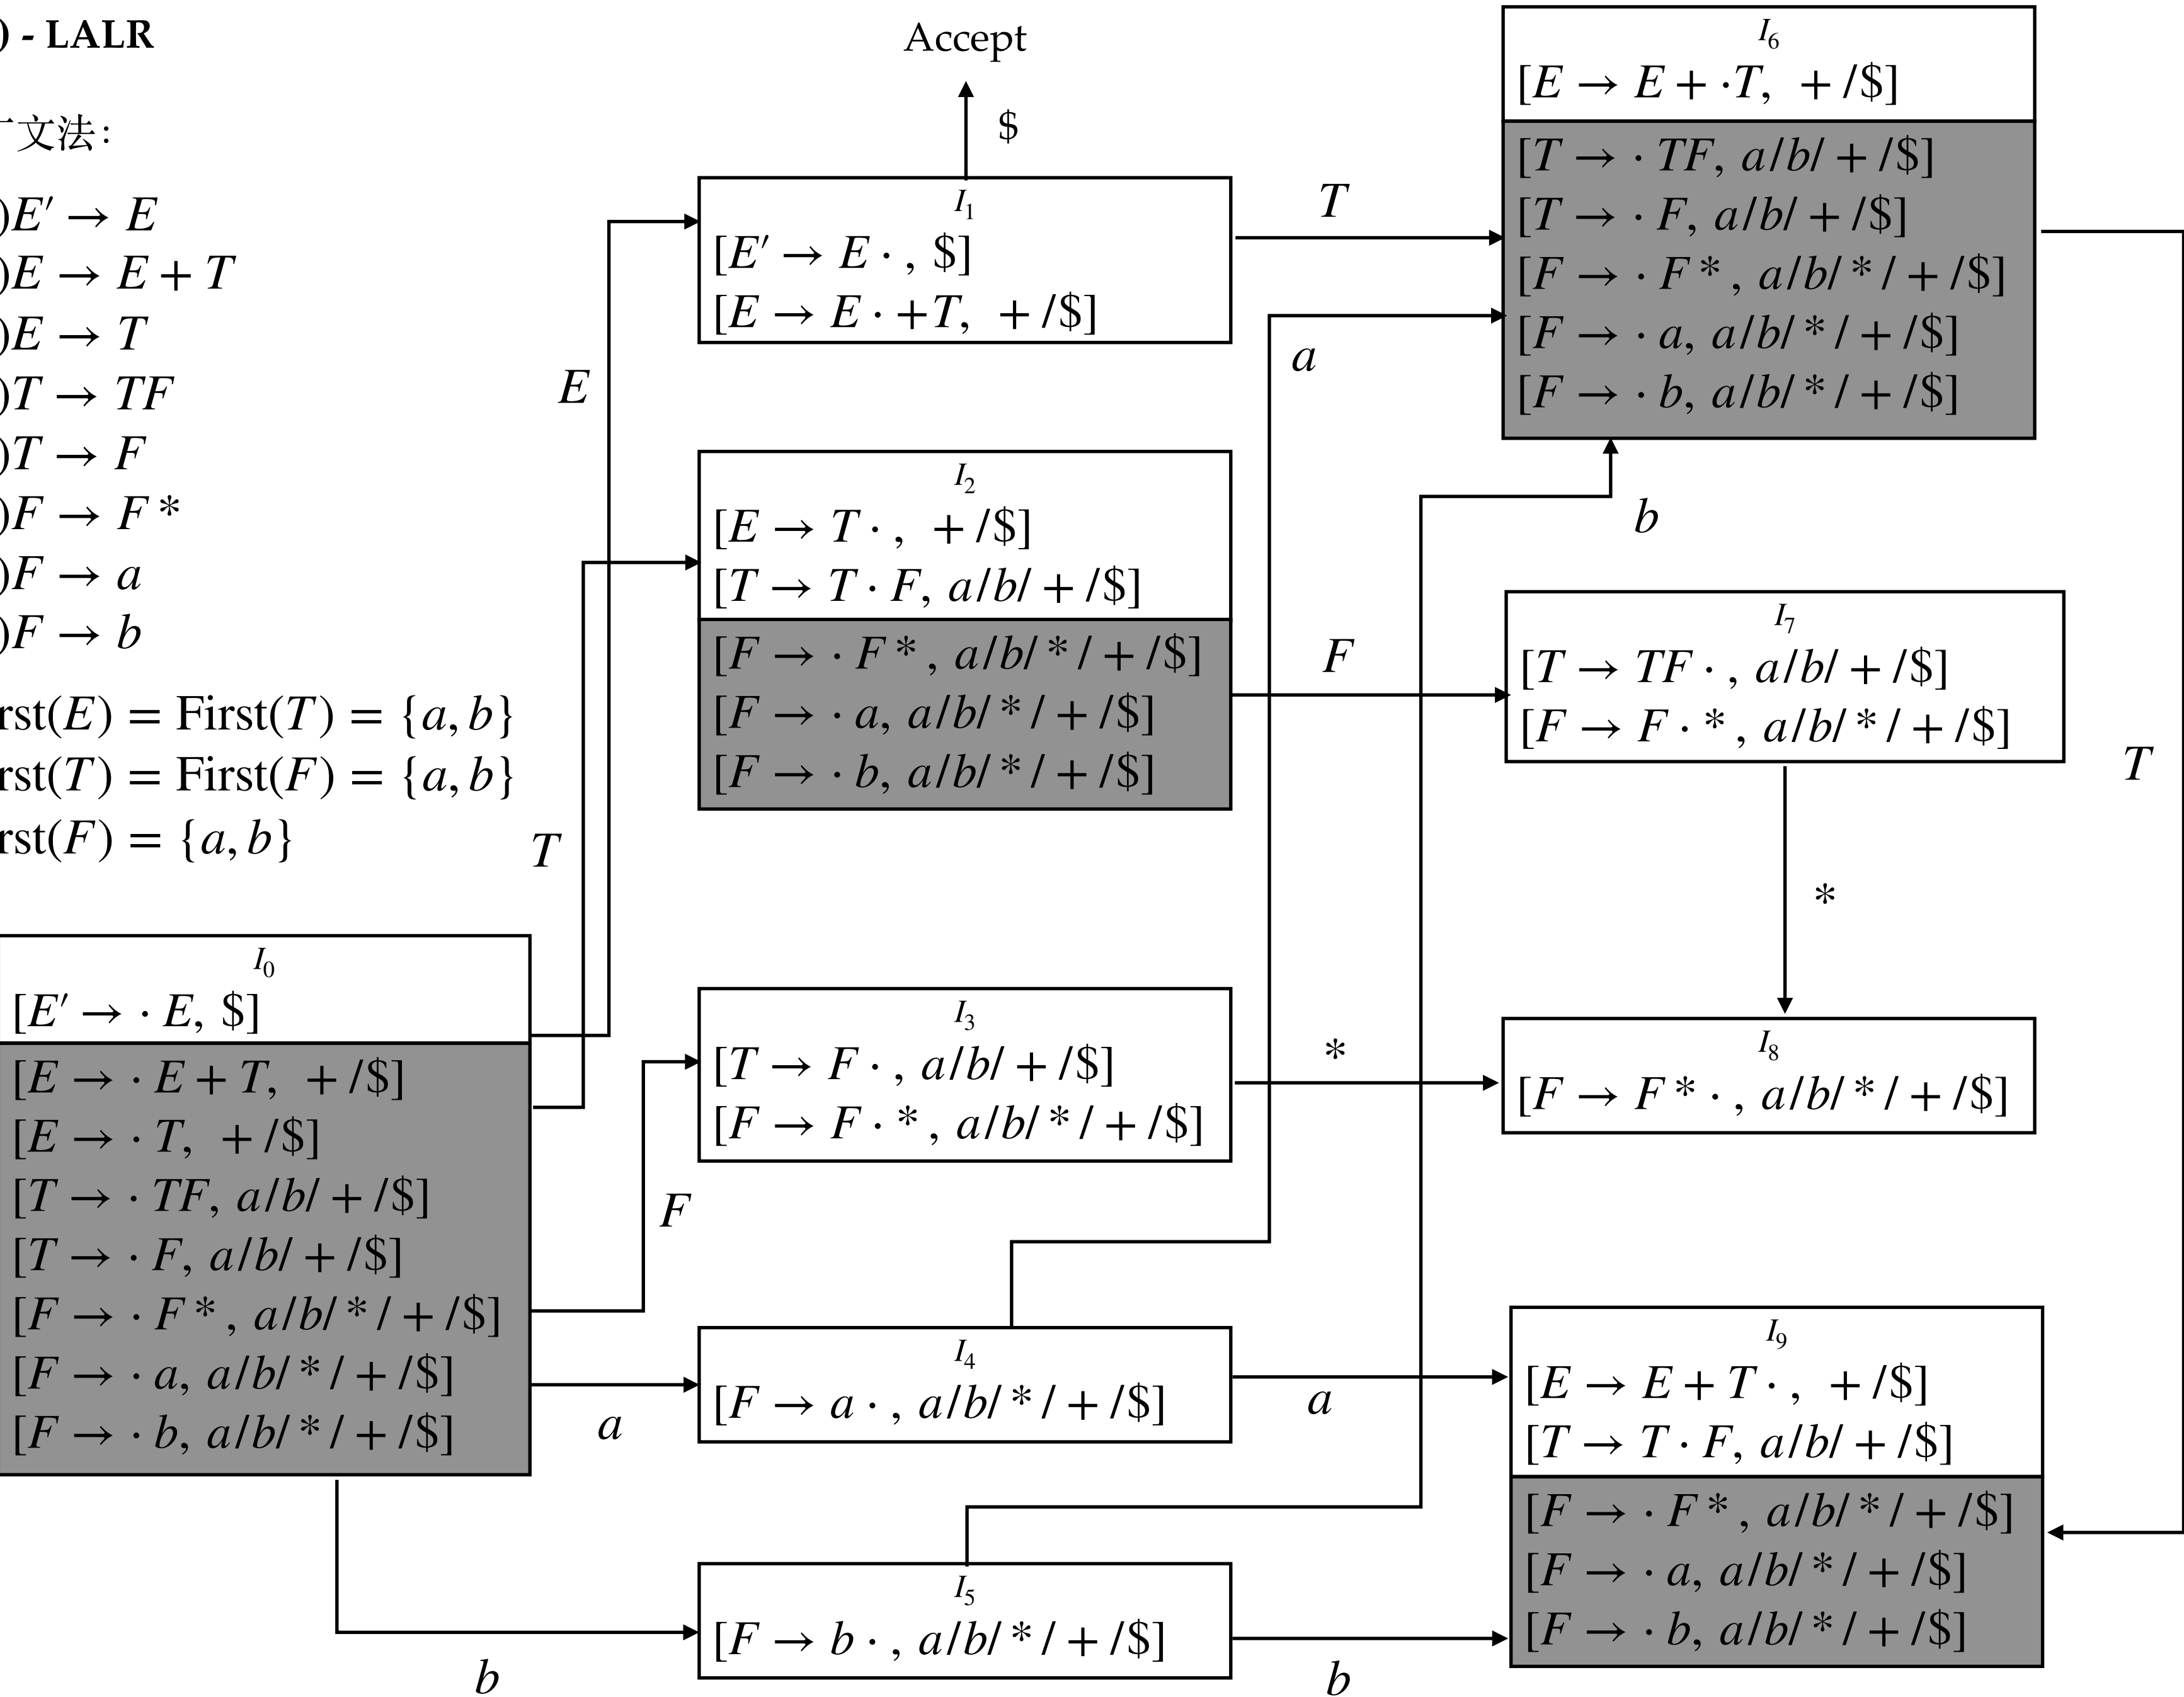 ) - LALR
文法:
)E′ → E
)E → E + T
)E → T
)T → TF
)T → F
)F → F *
)F → a
)F → b
rst(E) = First(T) = {a, b}
rst(T) = First(F) = {a, b}
rst(F) = {a, b}
I0
[E′ → · E, $]
[E → · E + T, + /$]
[E → · T, + /$]
[T → · TF, a/b/ + /$]
[T → · F, a/b/ + /$]
[F → · F * , a/b/ * / + /$]
[F → · a, a/b/ * / + /$]
[F → · b, a/b/ * / + /$]
E
T
F
a
b
Accept
$
I1
[E′ → E · , $]
[E → E · +T, + /$]
I2
[E → T · , + /$]
[T → T · F, a/b/ + /$]
[F → · F * , a/b/ * / + /$]
[F → · a, a/b/ * / + /$]
[F → · b, a/b/ * / + /$]
I3
[T → F · , a/b/ + /$]
[F → F · * , a/b/ * / + /$]
I4
[F → a · , a/b/ * / + /$]
I5
[F → b · , a/b/ * / + /$]
T
a
b
F
*
a
b
I6
[E → E + ·T, + /$]
[T → · TF, a/b/ + /$]
[T → · F, a/b/ + /$]
[F → · F * , a/b/ * / + /$]
[F → · a, a/b/ * / + /$]
[F → · b, a/b/ * / + /$]
I7
[T → TF · , a/b/ + /$]
[F → F · * , a/b/ * / + /$]
*
I8
[F → F * · , a/b/ * / + /$]
I9
[E → E + T · , + /$]
[T → T · F, a/b/ + /$]
[F → · F * , a/b/ * / + /$]
[F → · a, a/b/ * / + /$]
[F → · b, a/b/ * / + /$]
T